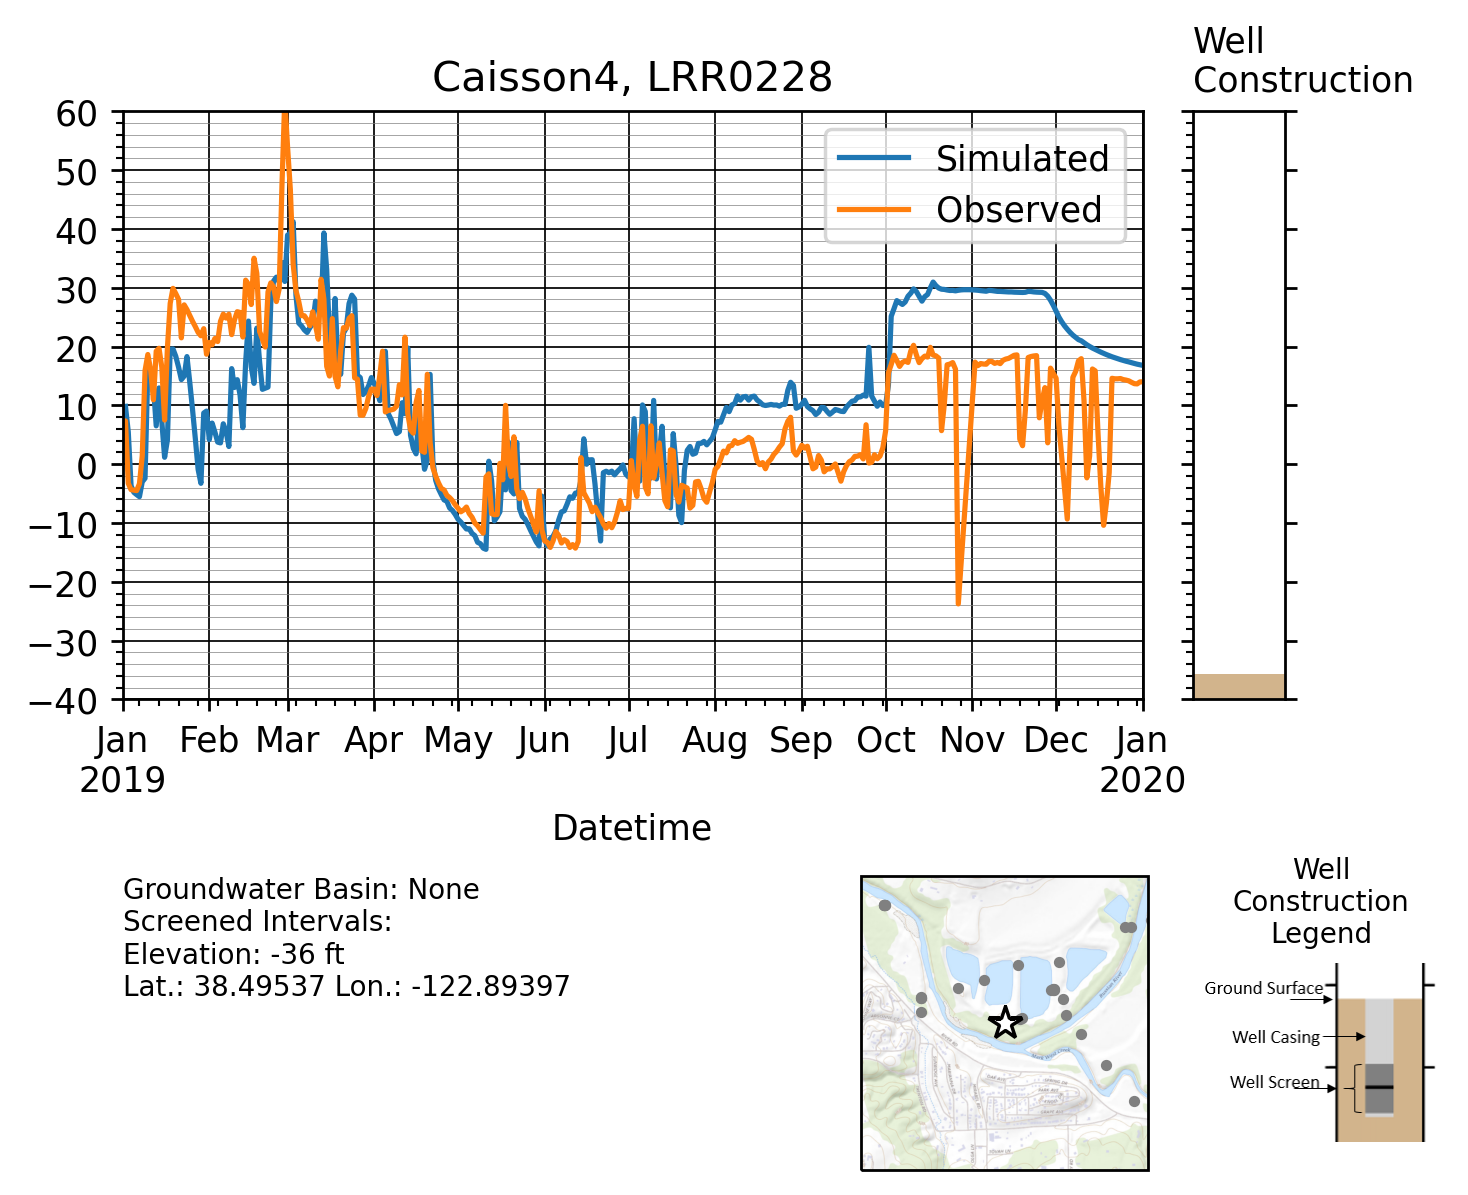 Well
Construction
Caisson4, LRR0228
60
50
40
30
20
10
0
−10
−20
−30
−40
Simulated
Observed
Jan Feb Mar Apr May Jun Jul Aug Sep Oct Nov Dec Jan
2019 2020
Datetime
Groundwater Basin: None
Screened Intervals:
Elevation: -36 ft
Lat.: 38.49537 Lon.: -122.89397
Well
Construction
Legend
Ground Surface
Well Casing
Well Screen